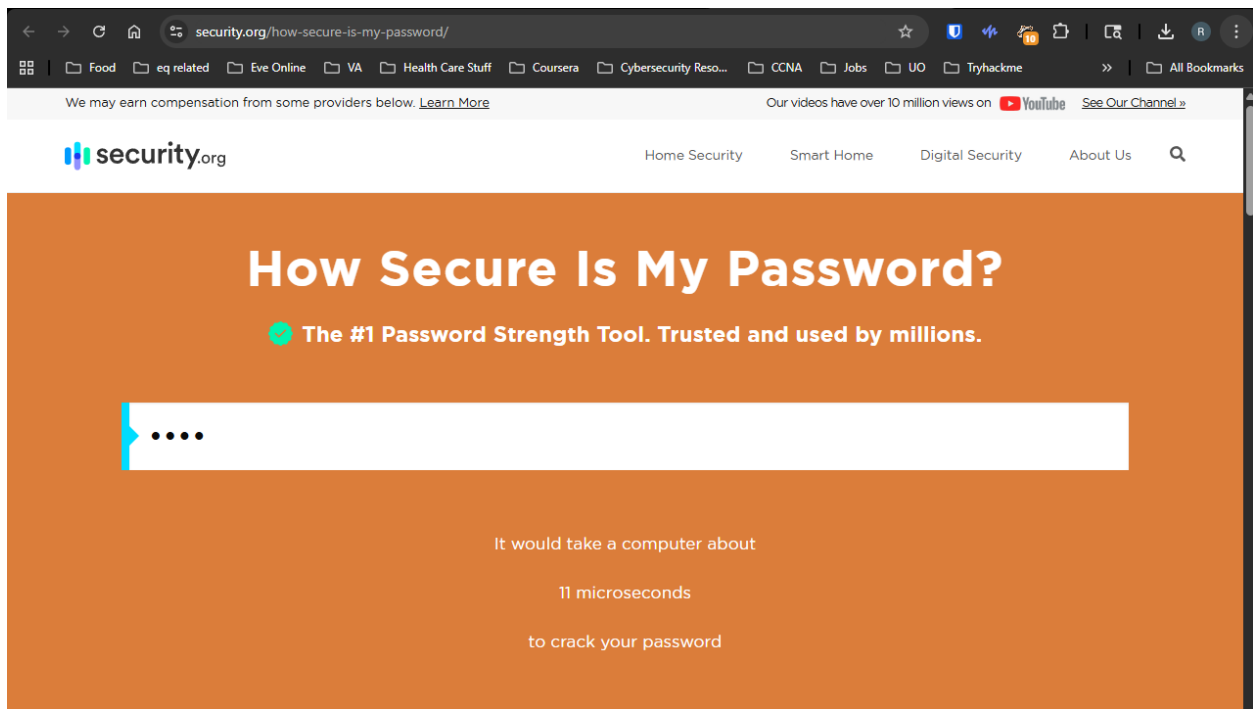 security.org/how-secure-is-my-password/
R
10
Food eq related Eve Online VA Health Care Stuff Coursera Cybersecurity Reso... CCNA Jobs UO Tryhackme » All Bookmarks
We may earn compensation from some providers below. Learn More Our videos have over 10 million views on YouTube See Our Channel »
security.org Home Security Smart Home Digital Security About Us
How Secure Is My Password?
The #1 Password Strength Tool. Trusted and used by millions.
••••
It would take a computer about
11 microseconds
to crack your password